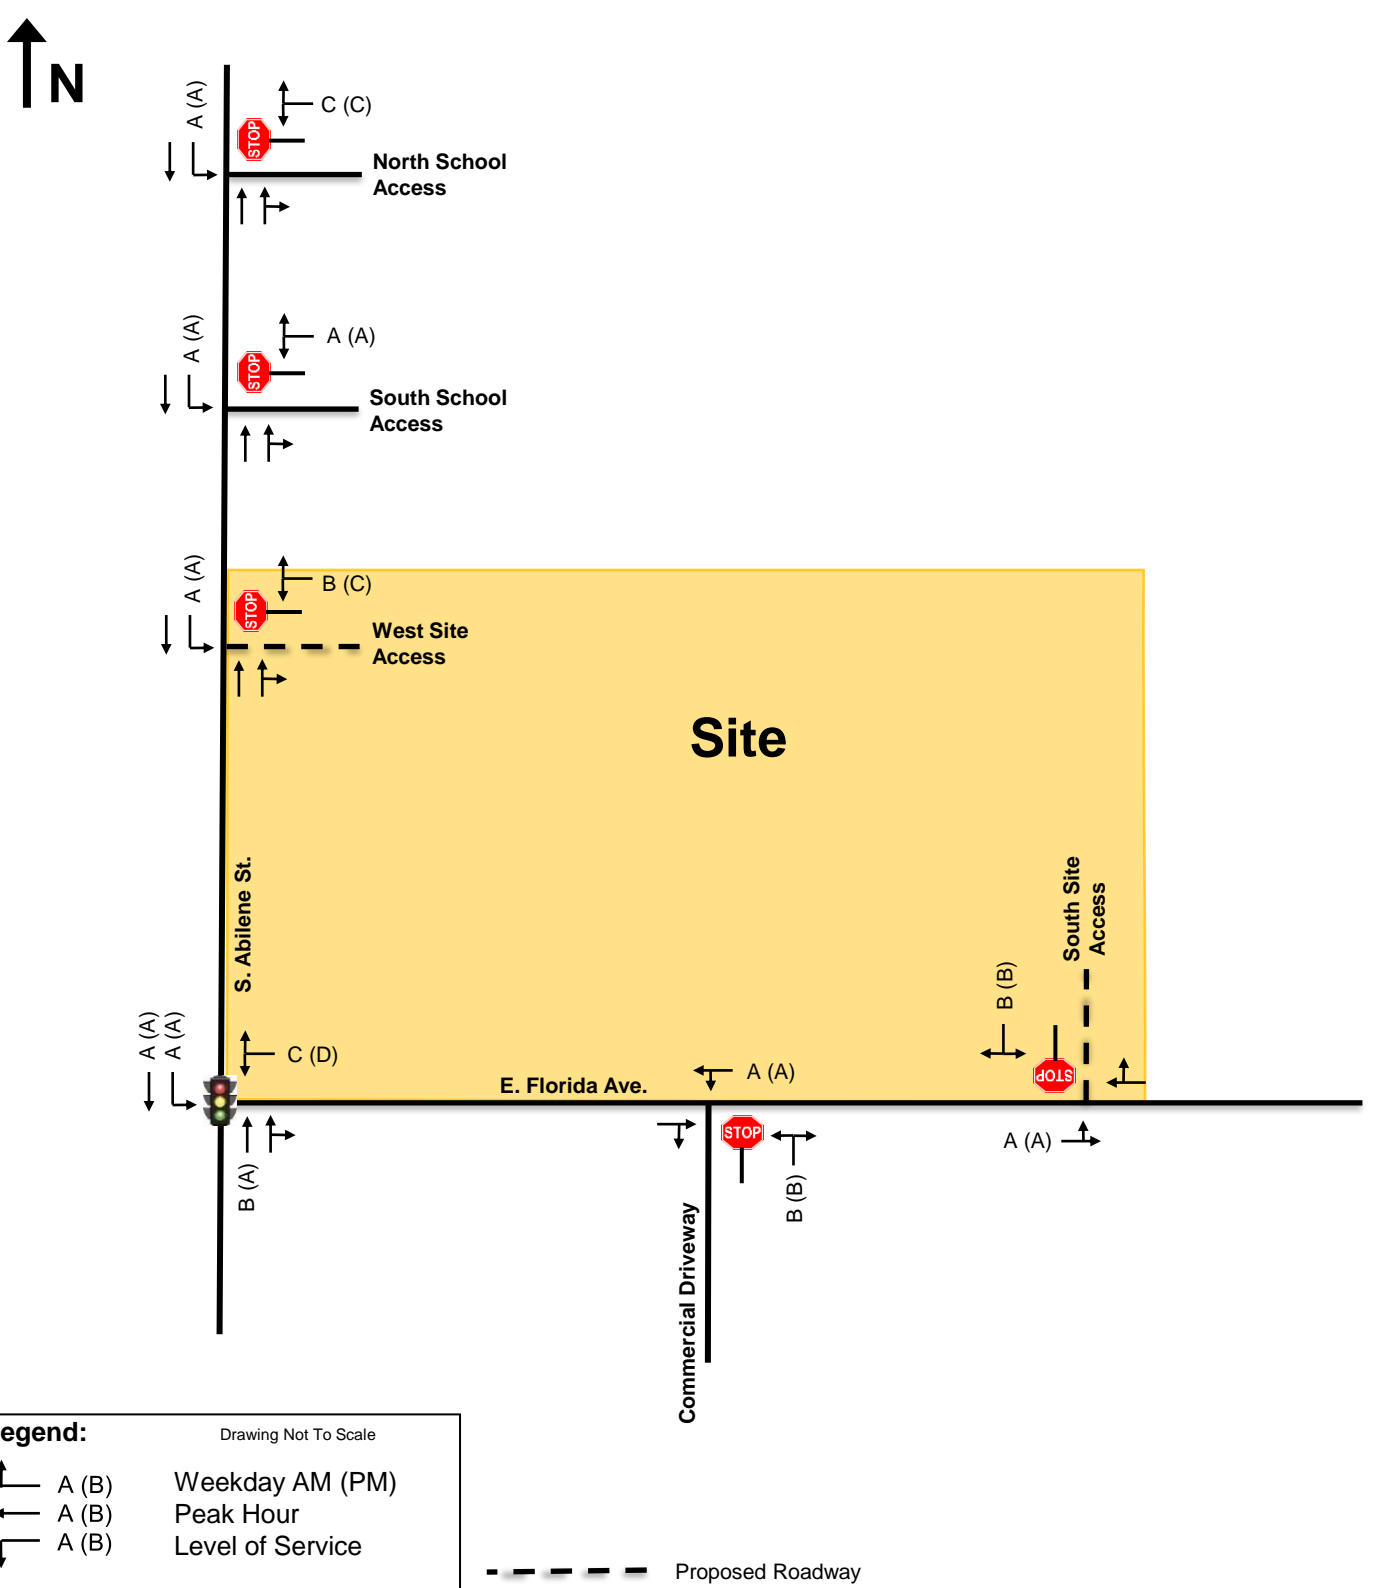 N
A (A)
C (C)
STOP
North School
Access
A (A)
A (A)
STOP
South School
Access
A (A)
B (C)
STOP
West Site
Access
Site
S. Abilene St.
South Site
Access
B (B)
STOP
A (A)
A (A)
C (D)
E. Florida Ave.
A (A)
STOP
A (A)
B (A)
B (B)
Commercial Driveway
egend:
Drawing Not To Scale
A (B)
Weekday AM (PM)
A (B)
Peak Hour
A (B)
Level of Service
Proposed Roadway